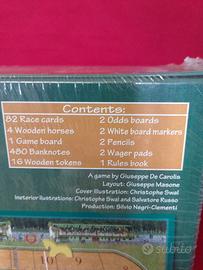 Contents:
82 Race cards
2 Odds boards
4 Wooden horses
2 White board markers
1 Game board
2 Pencils
480 Banknotes
2 Wager pads
16 Wooden tokens
1 Rules book
A game by Giuseppe De Carolis
Layout: Giuseppe Masone
Cover Illustration: Christophe Swal
Ineterior Illustrations: Christophe Swal and Salvatore Russo
Production: Silvio Negri-Clementi
subito